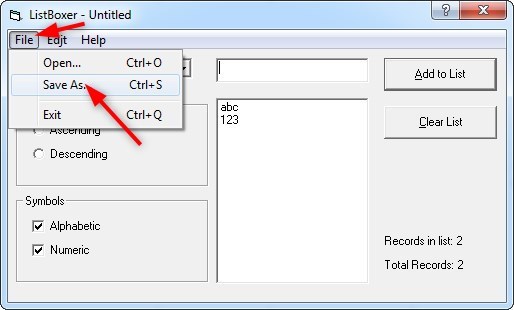 ListBoxer - Untitled
File Edit Help
Open... Ctrl+O
Save As. Ctrl+S
Exit Ctrl+Q
Ascending
Descending
Symbols
Alphabetic
Numeric
abc
123
Add to List
Clear List
Records in list: 2
Total Records: 2